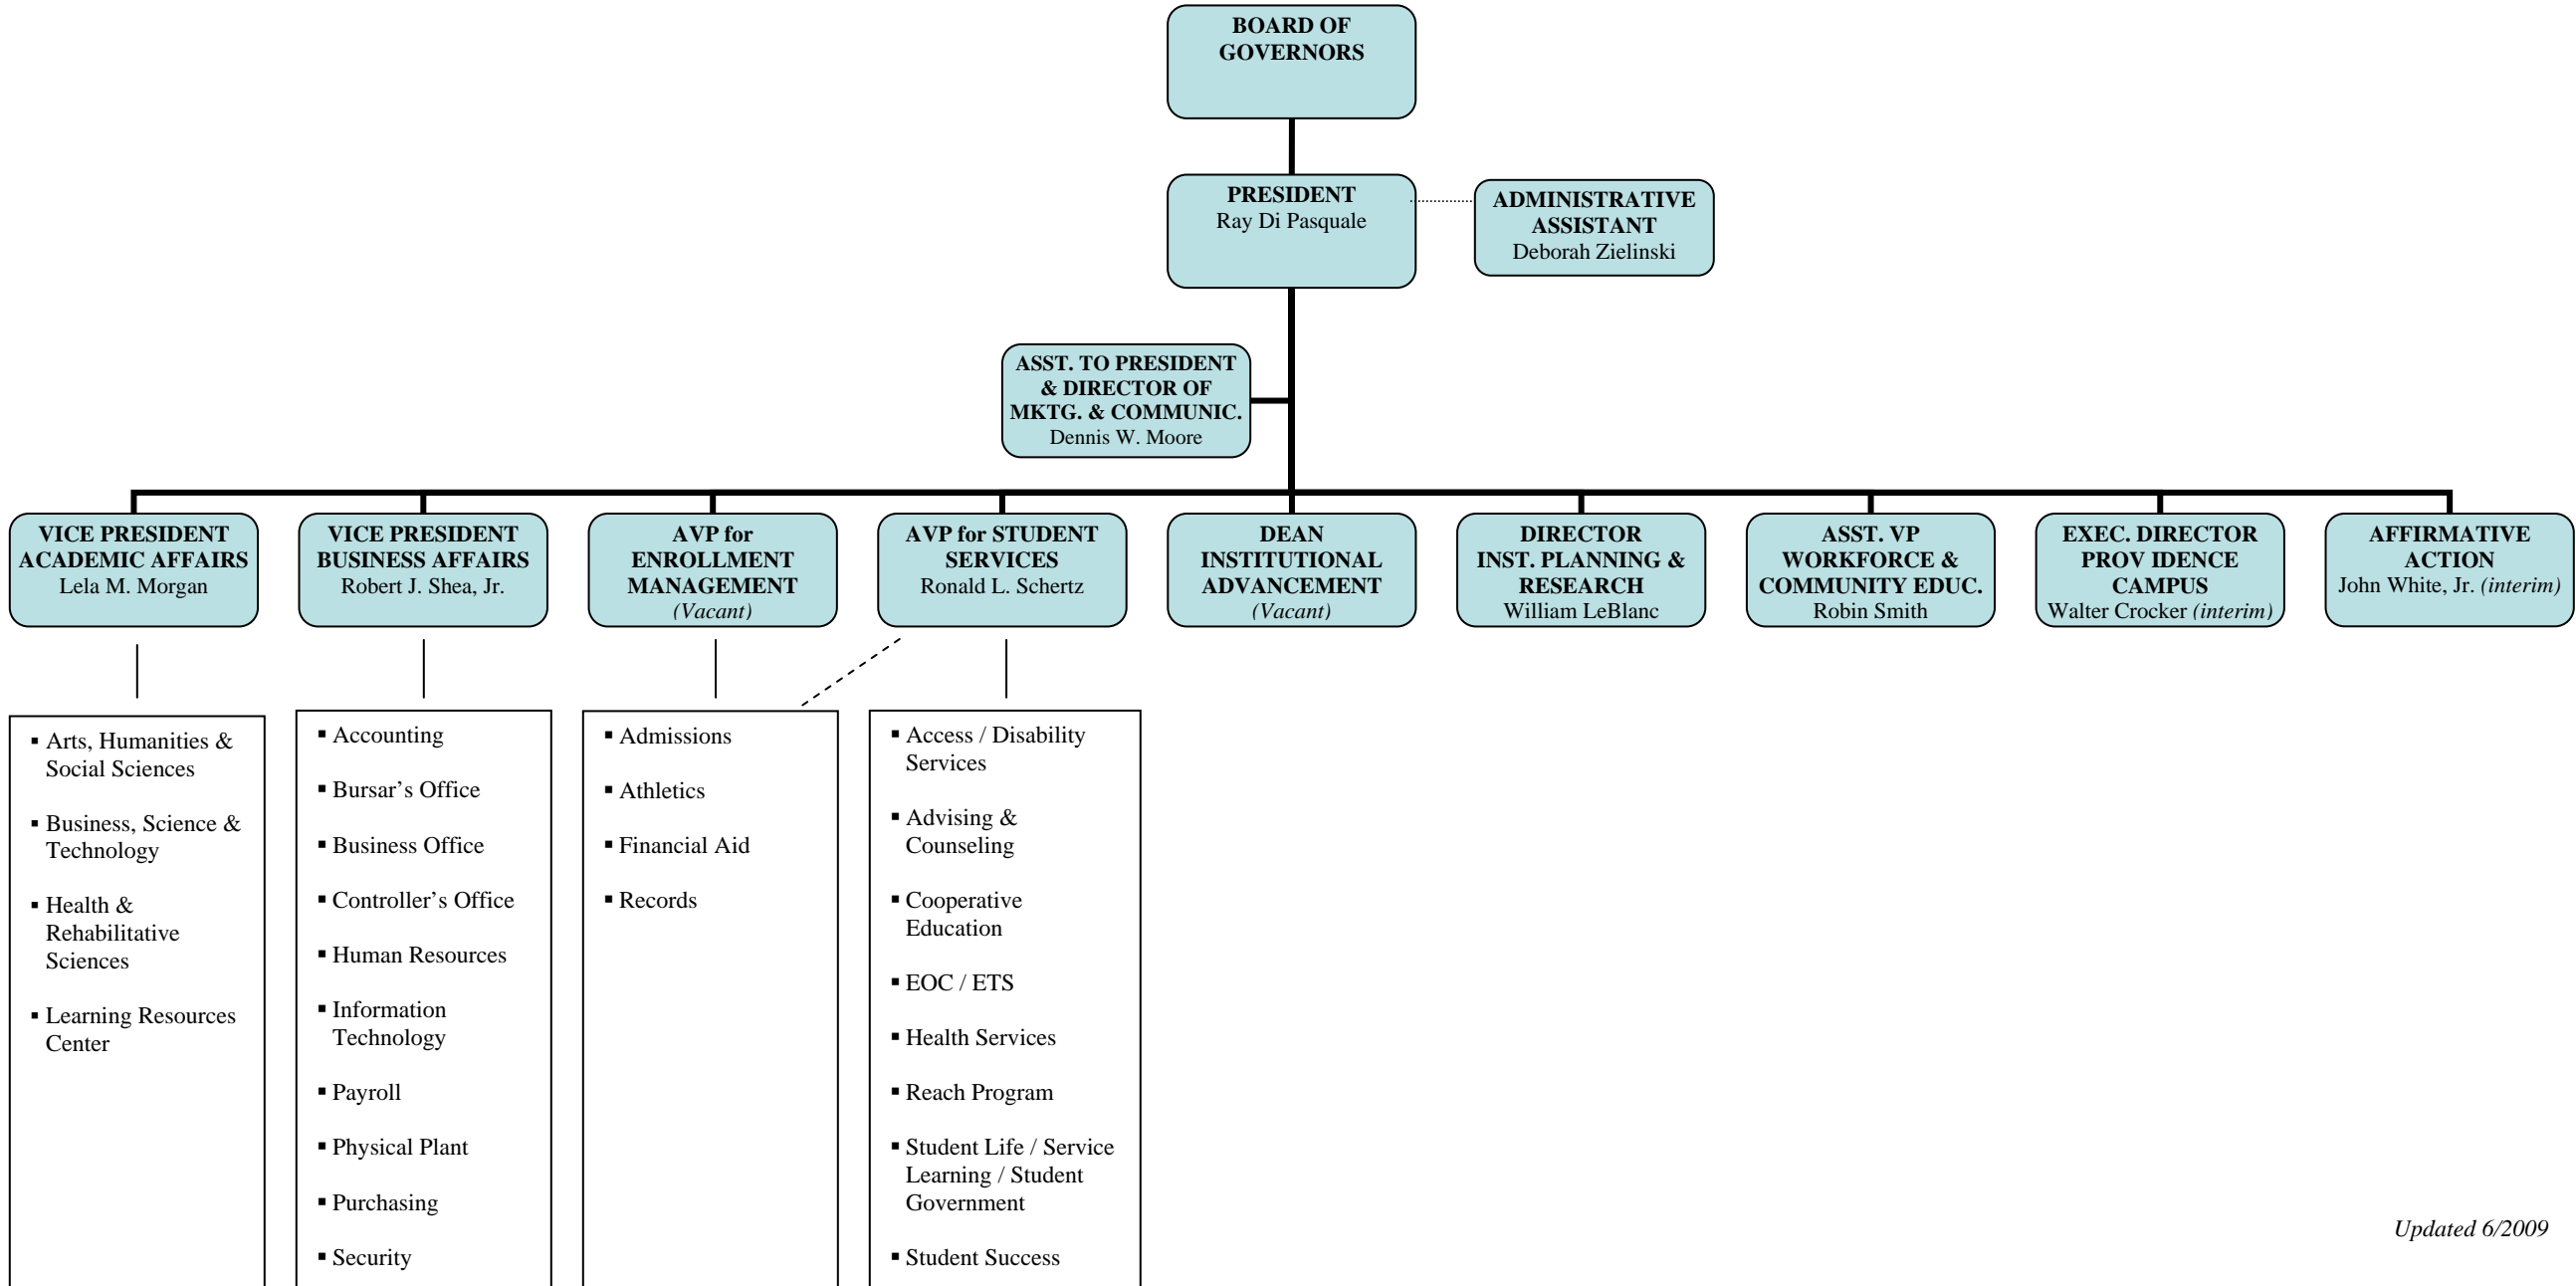 BOARD OF
GOVERNORS
PRESIDENT
Ray Di Pasquale
ADMINISTRATIVE
ASSISTANT
Deborah Zielinski
ASST. TO PRESIDENT
& DIRECTOR OF
MKTG. & COMMUNIC.
Dennis W. Moore
VICE PRESIDENT
ACADEMIC AFFAIRS
Lela M. Morgan
VICE PRESIDENT
BUSINESS AFFAIRS
Robert J. Shea, Jr.
AVP for
ENROLLMENT
MANAGEMENT
(Vacant)
AVP for STUDENT
SERVICES
Ronald L. Schertz
DEAN
INSTITUTIONAL
ADVANCEMENT
(Vacant)
DIRECTOR
INST. PLANNING &
RESEARCH
William LeBlanc
ASST. VP
WORKFORCE &
COMMUNITY EDUC.
Robin Smith
EXEC. DIRECTOR
PROV IDENCE
CAMPUS
Walter Crocker (interim)
AFFIRMATIVE
ACTION
John White, Jr. (interim)
▪ Arts, Humanities &
Social Sciences
▪ Business, Science &
Technology
▪ Health &
Rehabilitative
Sciences
▪ Learning Resources
Center
▪ Accounting
▪ Bursar’s Office
▪ Business Office
▪ Controller’s Office
▪ Human Resources
▪ Information
Technology
▪ Payroll
▪ Physical Plant
▪ Purchasing
▪ Security
▪ Admissions
▪ Athletics
▪ Financial Aid
▪ Records
▪ Access / Disability
Services
▪ Advising &
Counseling
▪ Cooperative
Education
▪ EOC / ETS
▪ Health Services
▪ Reach Program
▪ Student Life / Service
Learning / Student
Government
▪ Student Success
Updated 6/2009